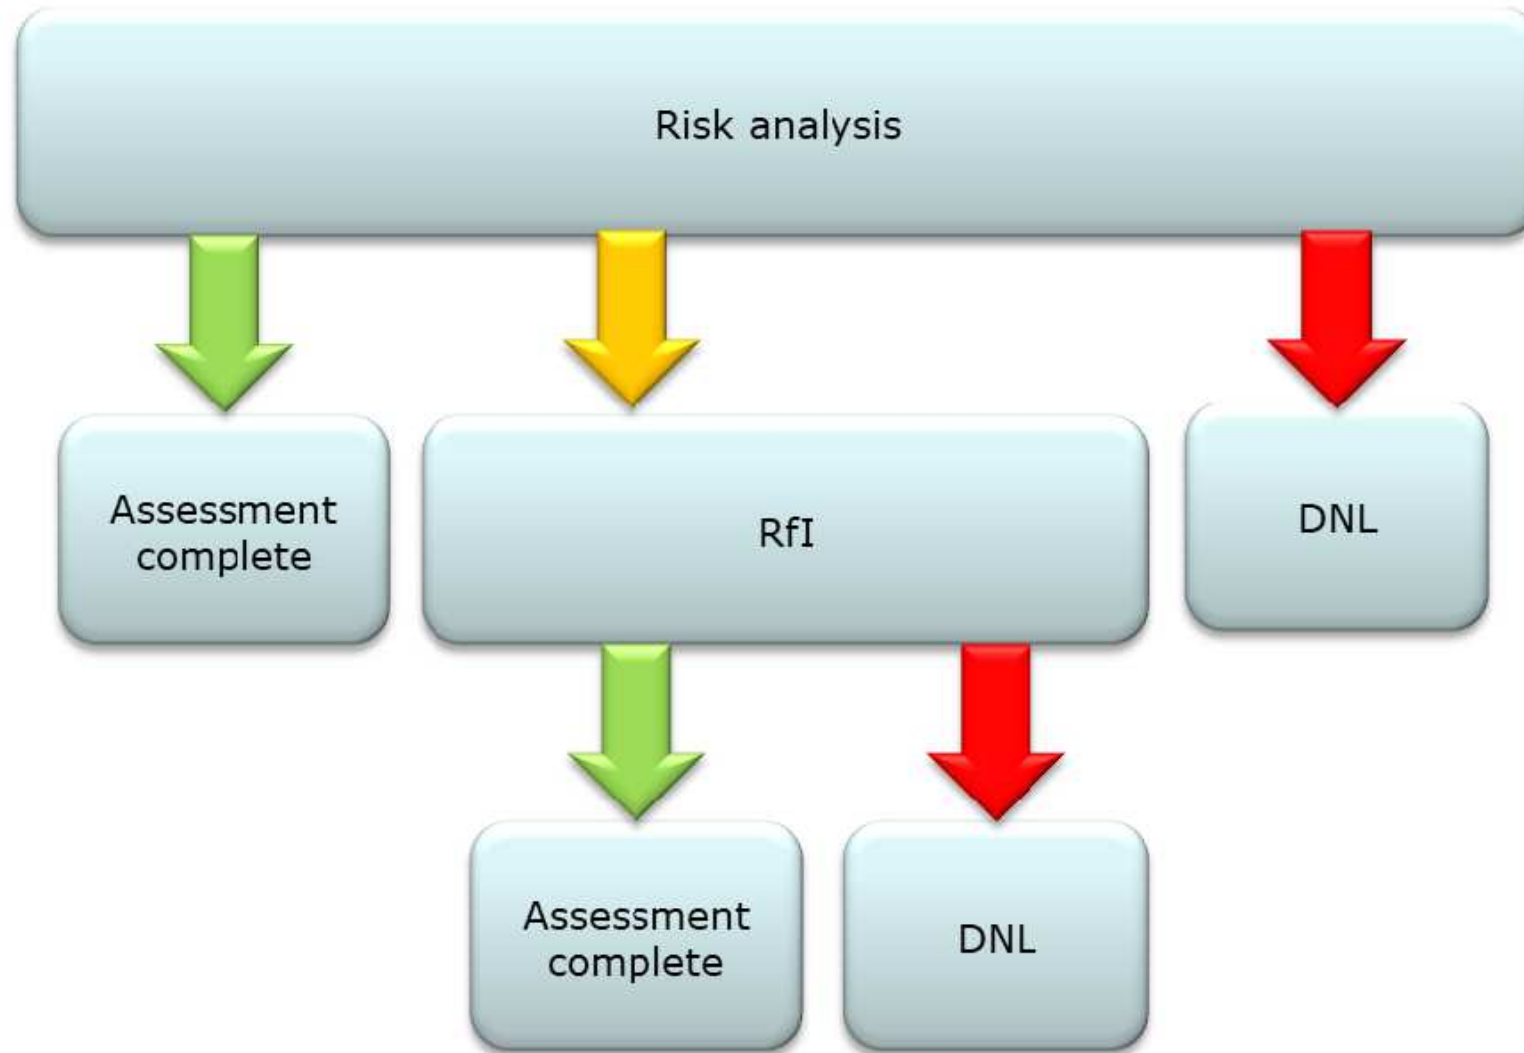 Risk analysis
Assessment
complete
RfI
DNL
Assessment
complete
DNL